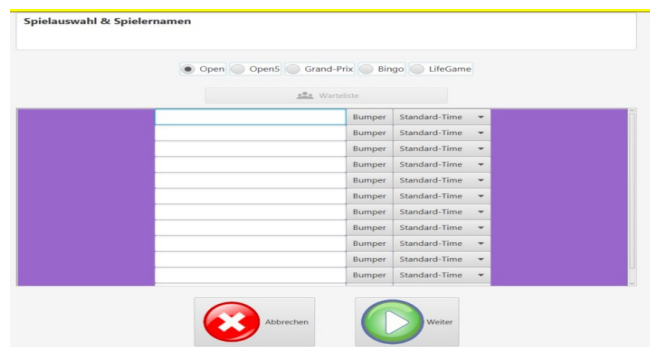 Spielauswahl & Spielernamen
Open OpenS Grand-Prix Bingo LifeGame
Warteliste
Bumper Standard-Time
Bumper Standard-Time
Bumper Standard-Time
Bumper Standard-Time
Bumper Standard-Time
Bumper Standard-Time
Bumper Standard-Time
Bumper Standard-Time
Bumper Standard-Time
Bumper Standard-Time
Bumper Standard-Time
Abbrechen Weiter